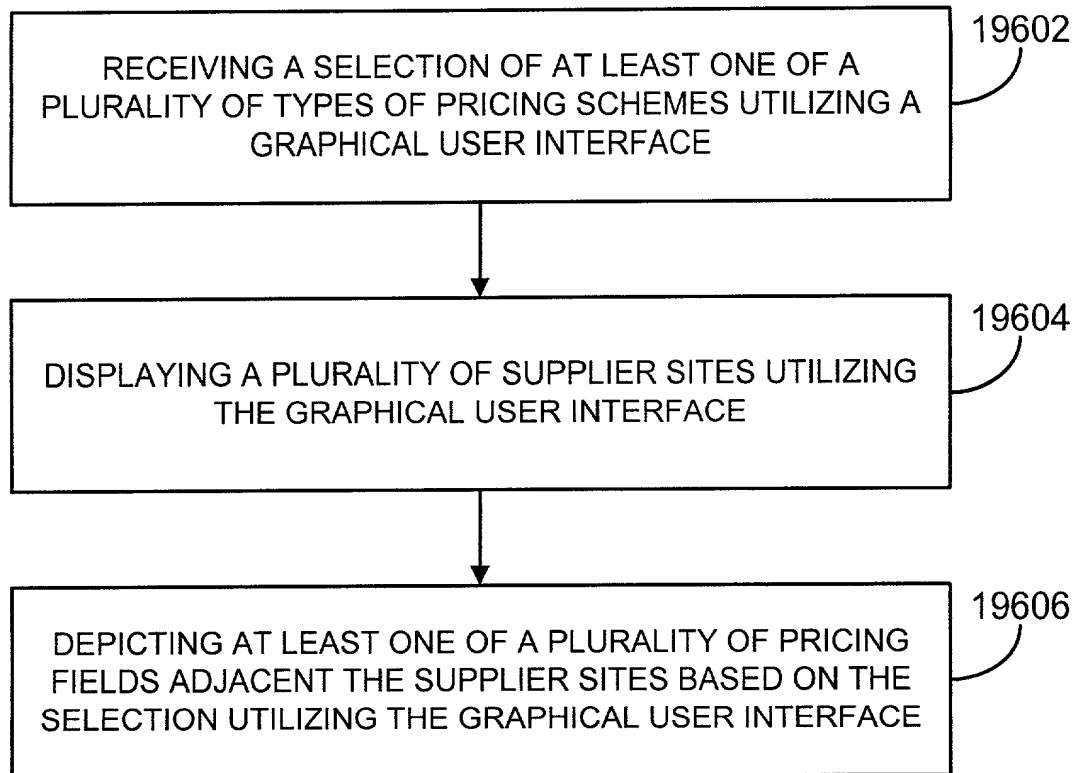 19602
RECEIVING A SELECTION OF AT LEAST ONE OF A
PLURALITY OF TYPES OF PRICING SCHEMES UTILIZING A
GRAPHICAL USER INTERFACE
19604
DISPLAYING A PLURALITY OF SUPPLIER SITES UTILIZING
THE GRAPHICAL USER INTERFACE
19606
DEPICTING AT LEAST ONE OF A PLURALITY OF PRICING
FIELDS ADJACENT THE SUPPLIER SITES BASED ON THE
SELECTION UTILIZING THE GRAPHICAL USER INTERFACE